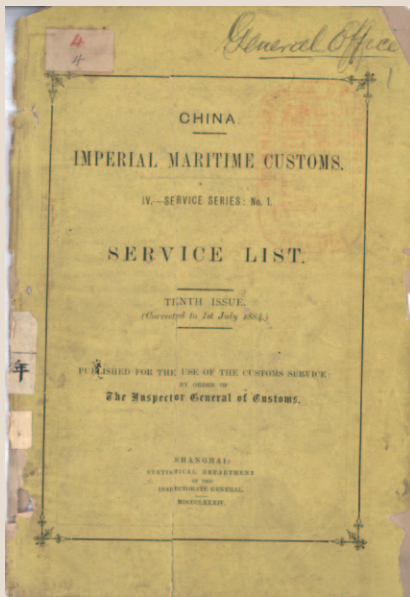 General Office
4
4
1
CHINA.
IMPERIAL MARITIME CUSTOMS.
IV.—SERVICE SERIES: No. 1.
SERVICE LIST.
TENTH ISSUE.
(Corrected to 1st July 1884.)
年
PUBLISHED FOR THE USE OF THE CUSTOMS SERVICE
BY ORDER OF
The Inspector General of Customs.
SHANGHAI:
STATISTICAL DEPARTMENT
OF THE
INSPECTORATE GENERAL.
MDCCCLXXXIV.